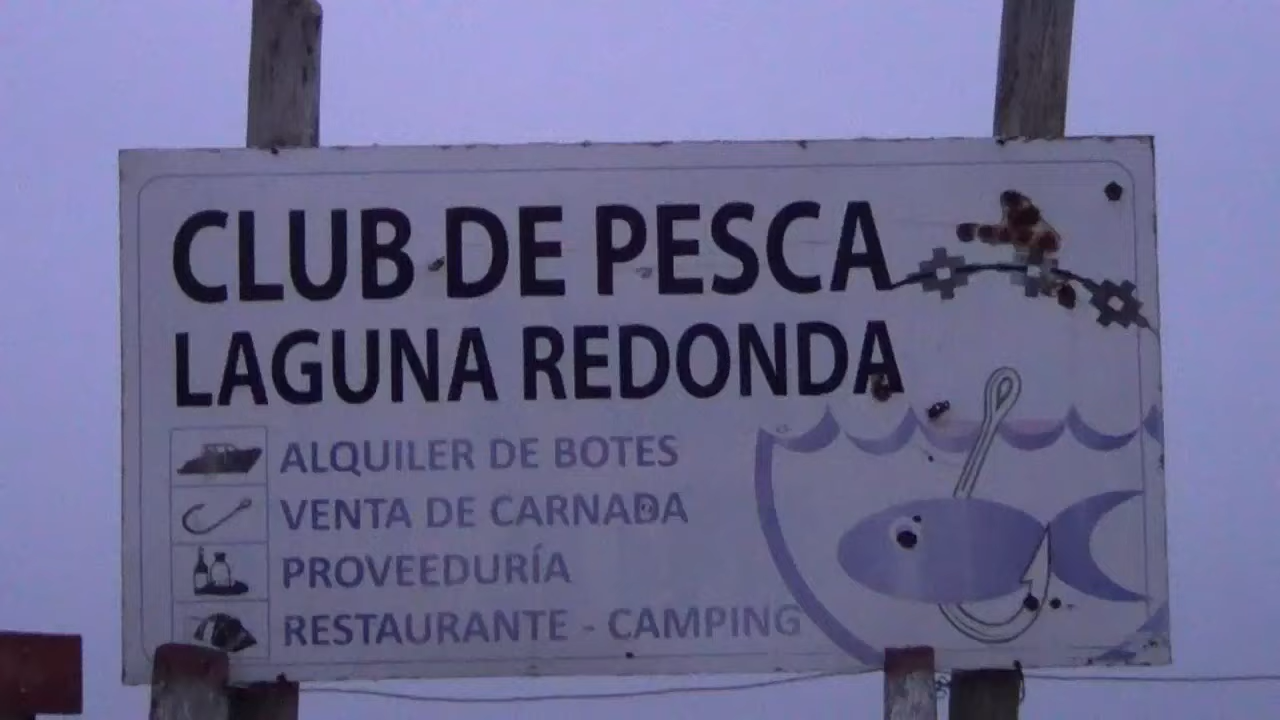 CLUB DE PESCA
LAGUNA REDONDA
ALQUILER DE BOTES
VENTA DE CARNADA
PROVEEDURÍA
RESTAURANTE - CAMPING